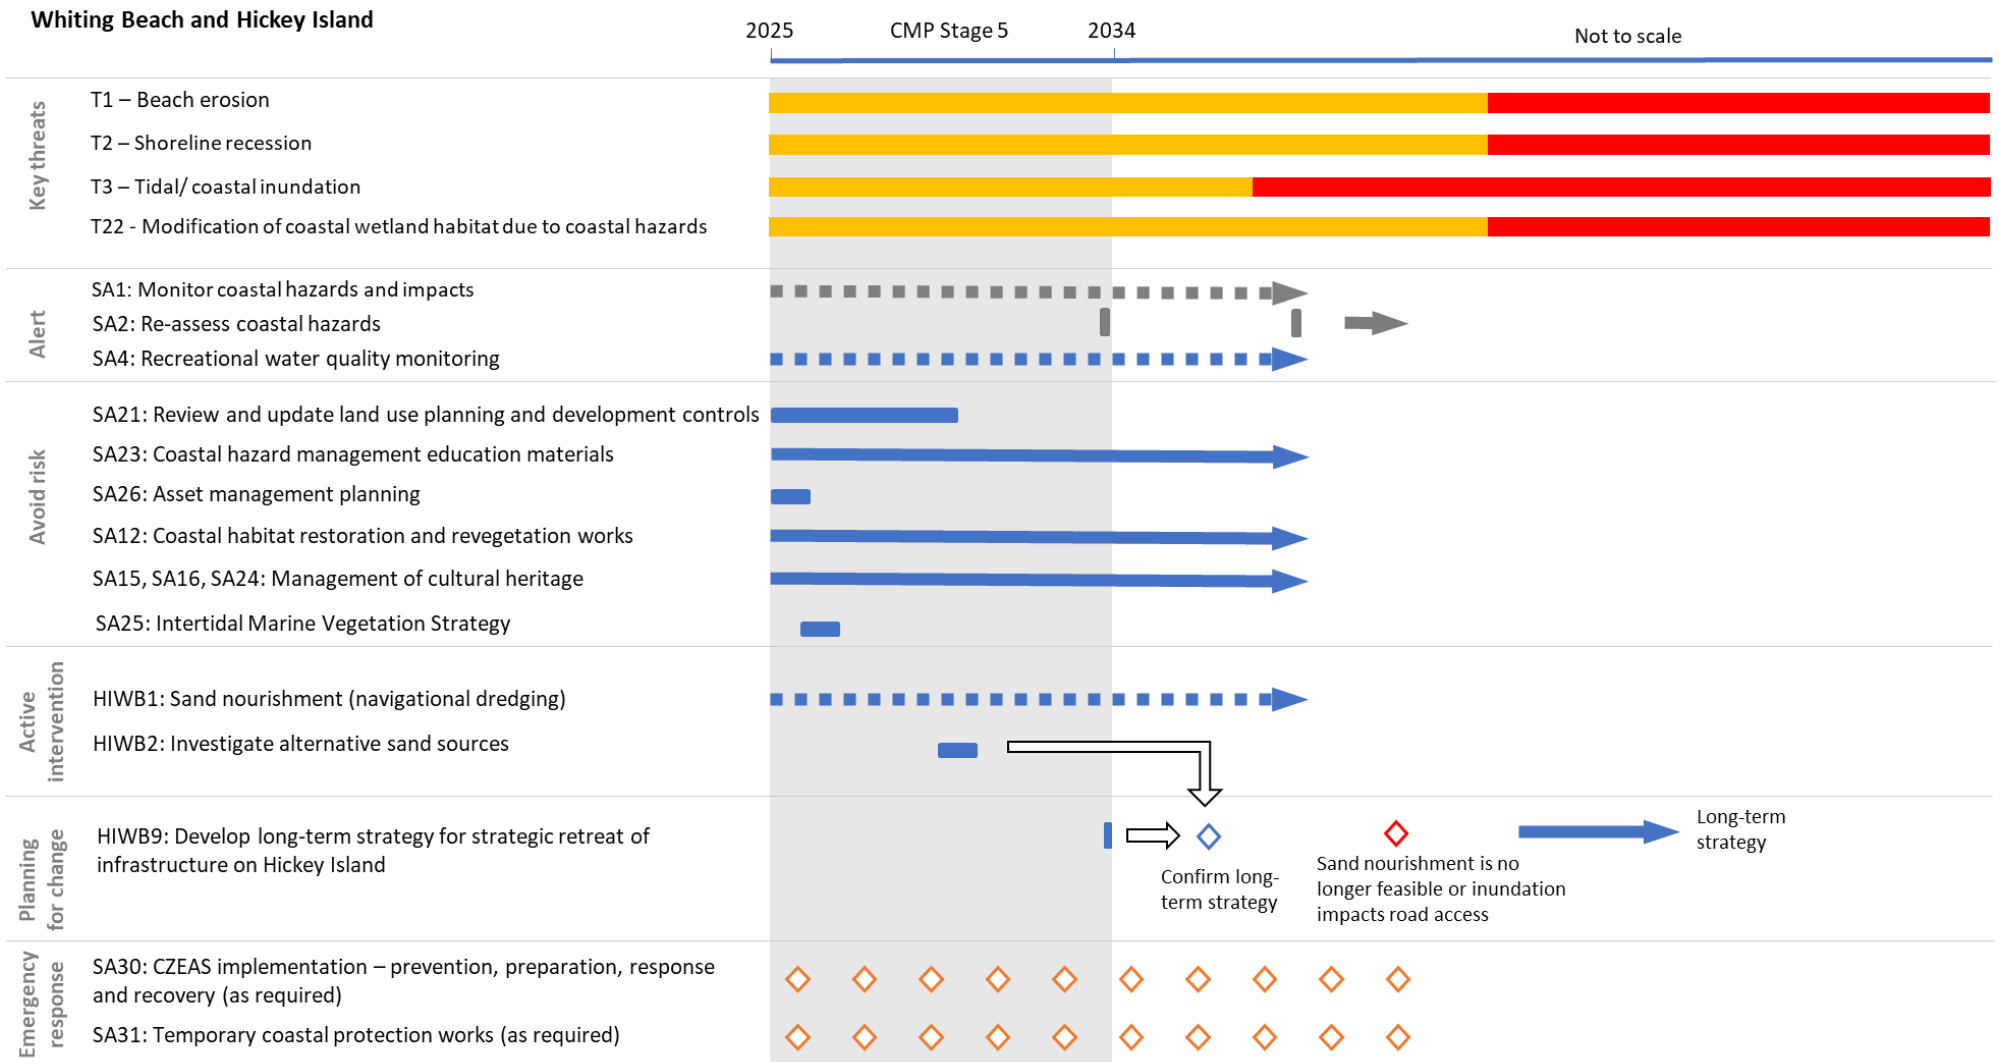 Whiting Beach and Hickey Island
2025
CMP Stage 5
2034
Not to scale
Key threats
T1 – Beach erosion
T2 – Shoreline recession
T3 – Tidal/ coastal inundation
T22 - Modification of coastal wetland habitat due to coastal hazards
Alert
SA1: Monitor coastal hazards and impacts
SA2: Re-assess coastal hazards
SA4: Recreational water quality monitoring
Avoid risk
SA21: Review and update land use planning and development controls
SA23: Coastal hazard management education materials
SA26: Asset management planning
SA12: Coastal habitat restoration and revegetation works
SA15, SA16, SA24: Management of cultural heritage
SA25: Intertidal Marine Vegetation Strategy
Active
intervention
HIWB1: Sand nourishment (navigational dredging)
HIWB2: Investigate alternative sand sources
Planning
for change
HIWB9: Develop long-term strategy for strategic retreat of
infrastructure on Hickey Island
Confirm long-
term strategy
Sand nourishment is no
longer feasible or inundation
impacts road access
Long-term
strategy
Emergency
response
SA30: CZEAS implementation – prevention, preparation, response
and recovery (as required)
SA31: Temporary coastal protection works (as required)